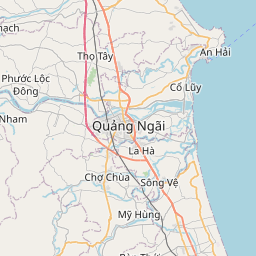 ạch
An Hải
Thọ Tây
Phước Lộc
Đông
Cổ Lũy
Nham
Quảng Ngãi
La Hà
Chợ Chùa
Sông Vệ
Mỹ Hùng